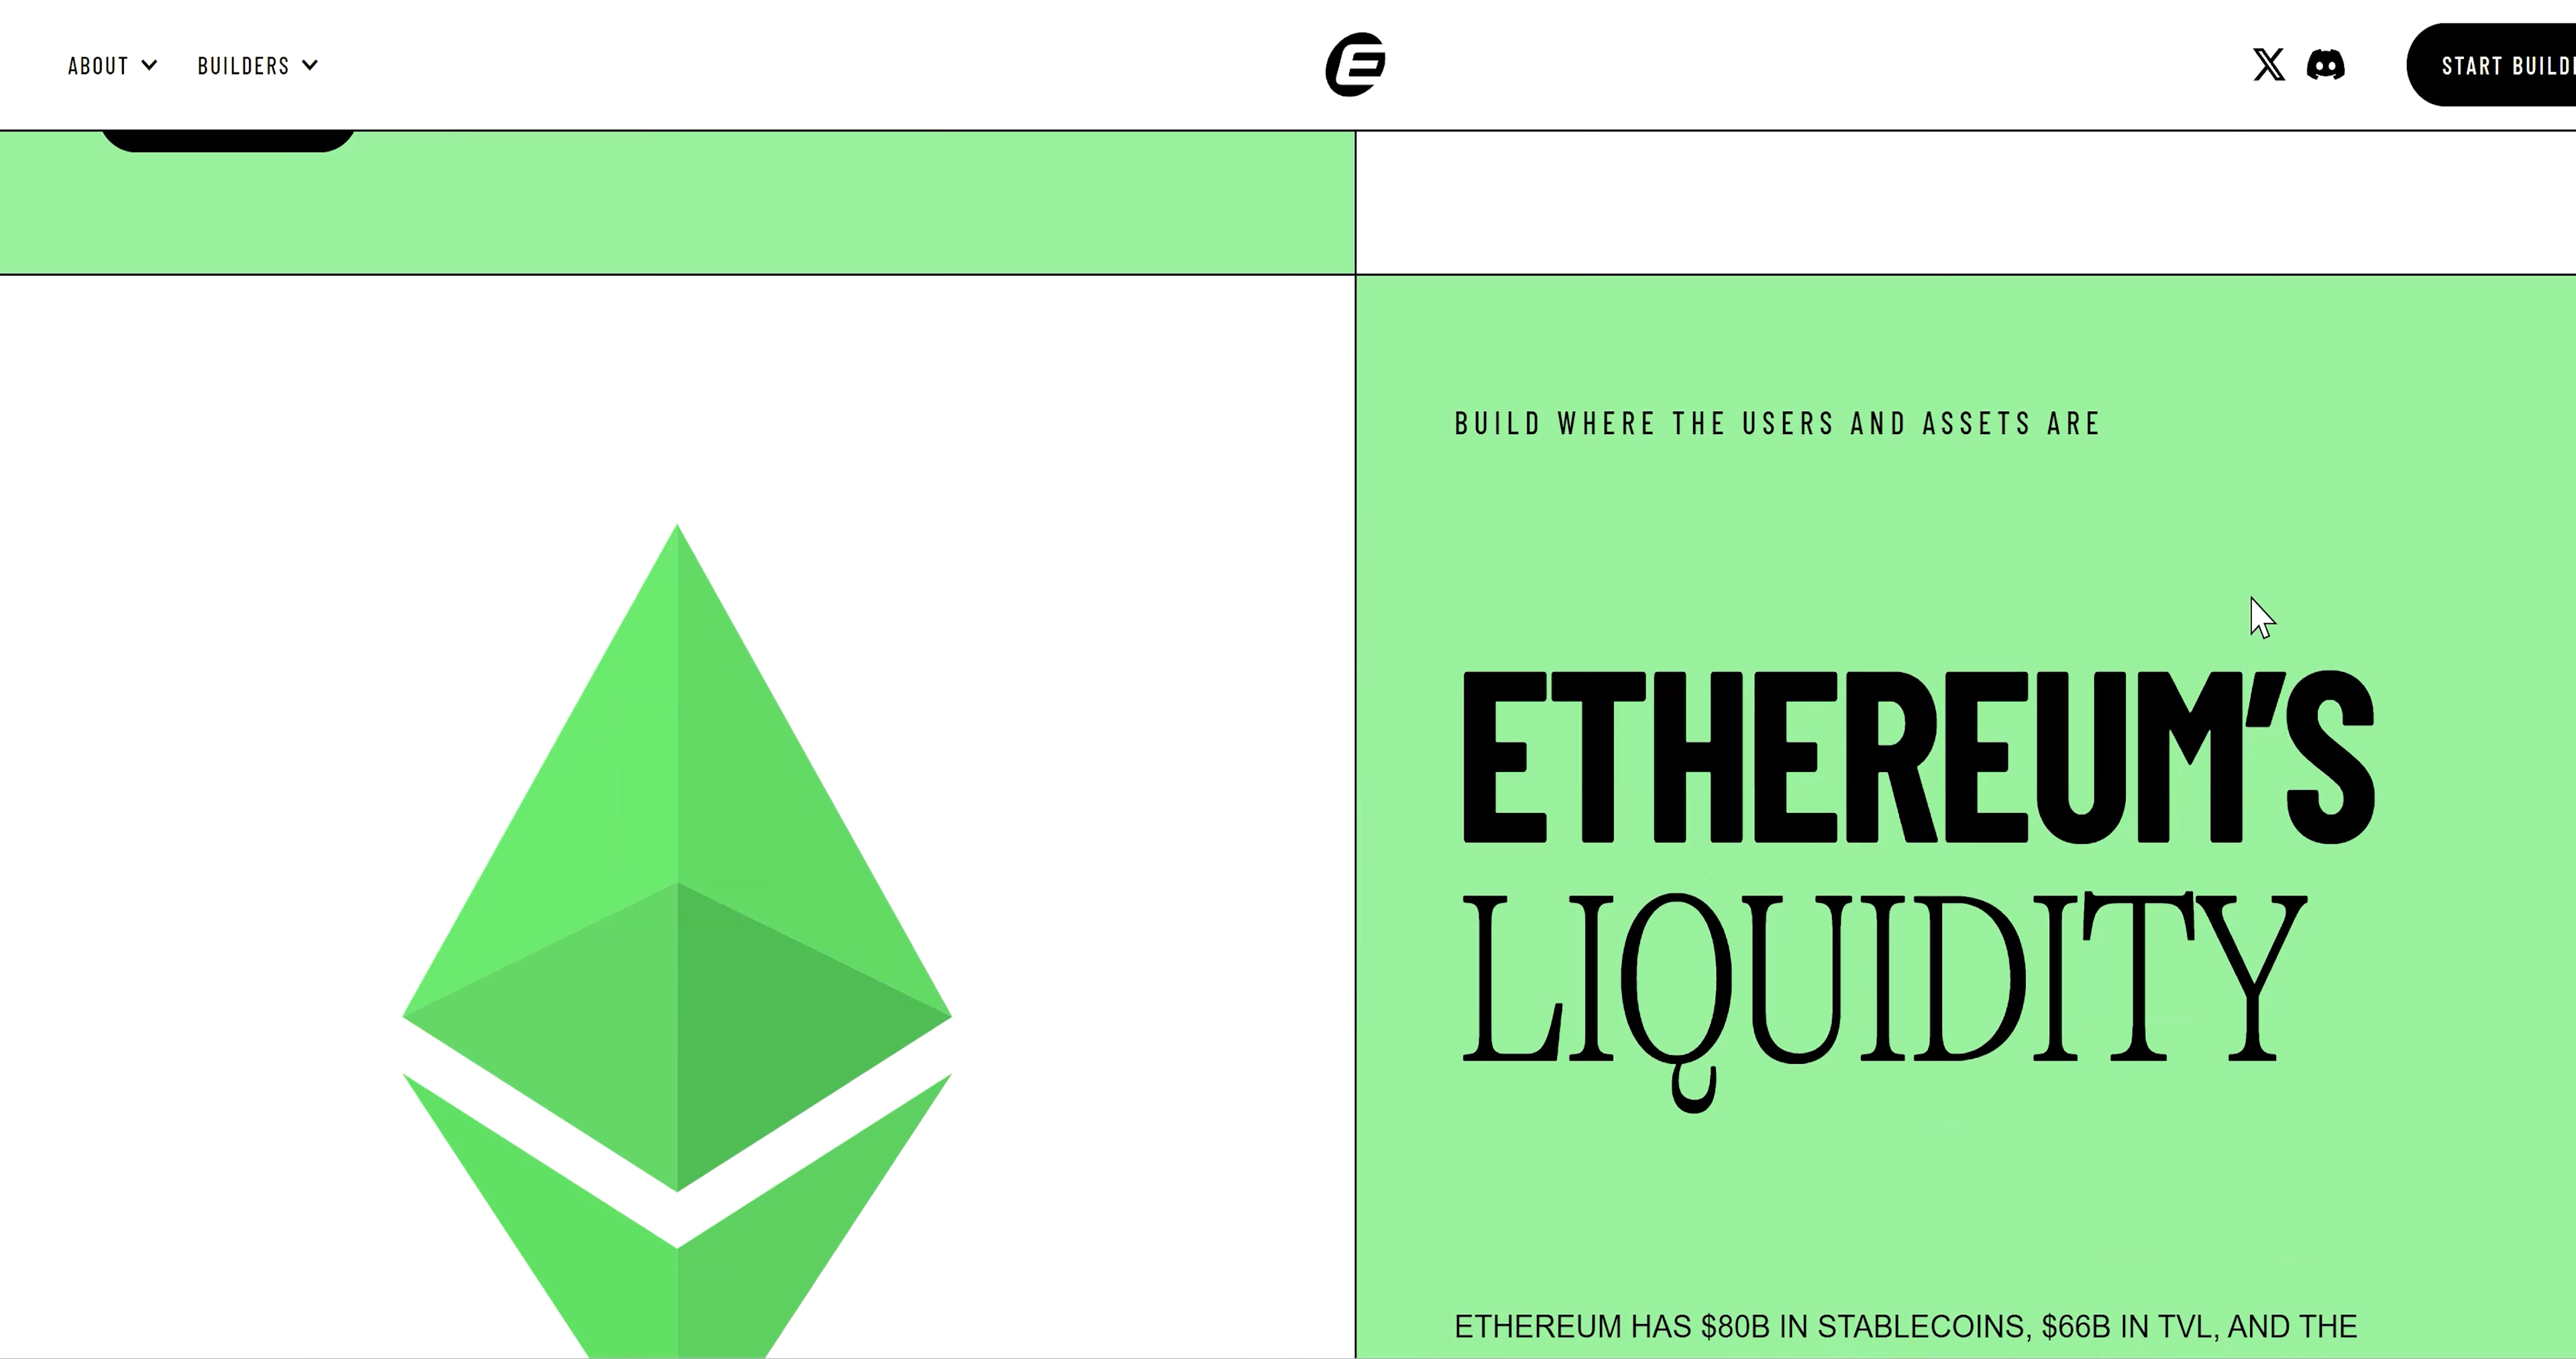 ABOUT
BUILDERS
START
BUILD WHERE THE USERS AND ASSETS ARE
ETHEREUM’S
LIQUIDITY
ETHEREUM HAS $80B IN STABLECOINS, $66B IN TVL, AND THE